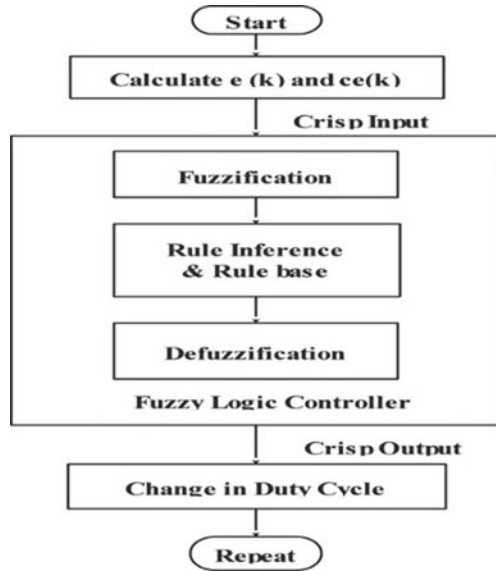 Start
Calculate e (k) and ce(k)
Crisp Input
Fuzzification
Rule Inference
& Rule base
Defuzzification
Fuzzy Logic Controller
Crisp Output
Change in Duty Cycle
Repeat